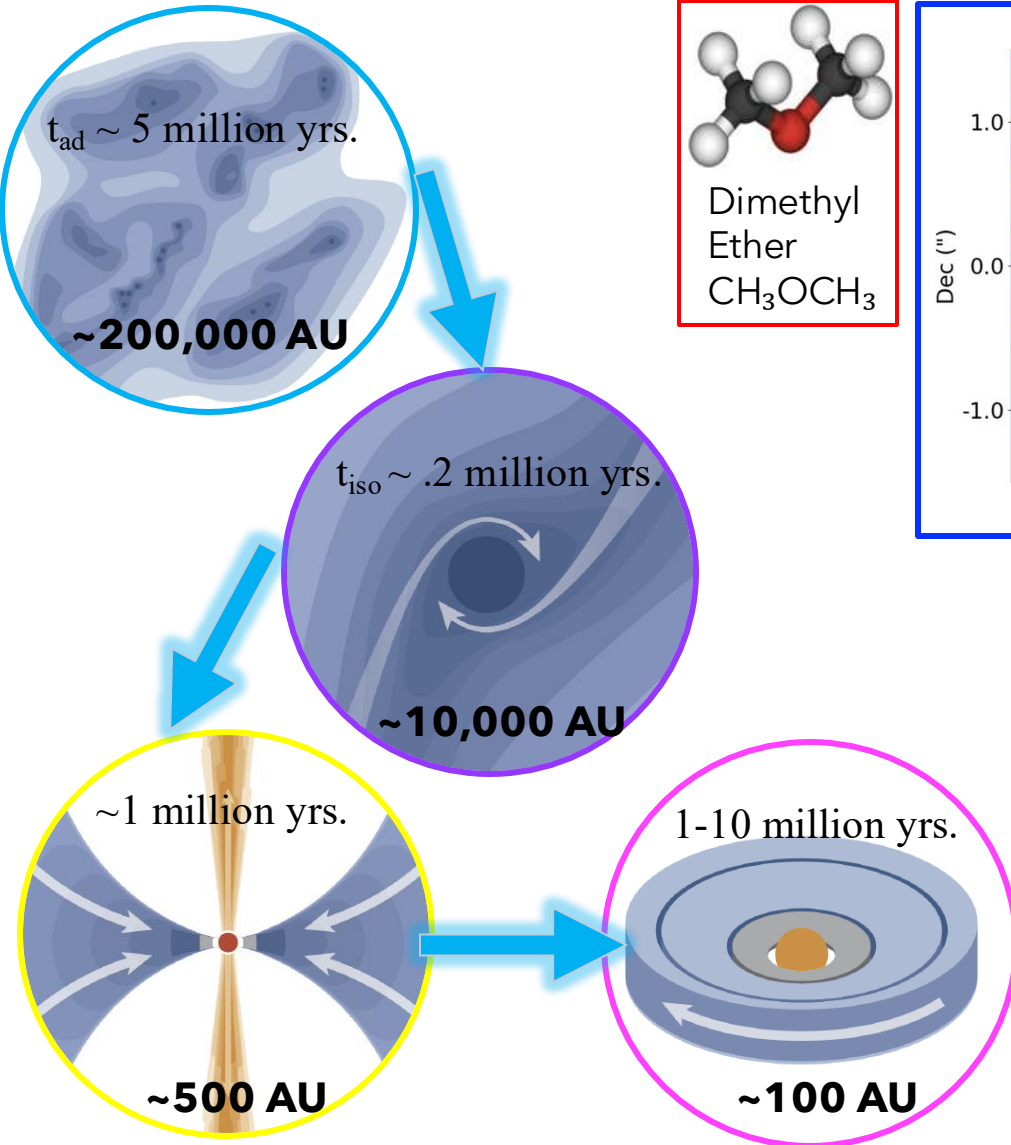 t_ad ~ 5 million yrs.
~200,000 AU
Dimethyl
Ether
CH₃OCH₃
1.0
0.0
-1.0
Dec (")
t_iso ~ .2 million yrs.
~10,000 AU
~1 million yrs.
~500 AU
1-10 million yrs.
~100 AU